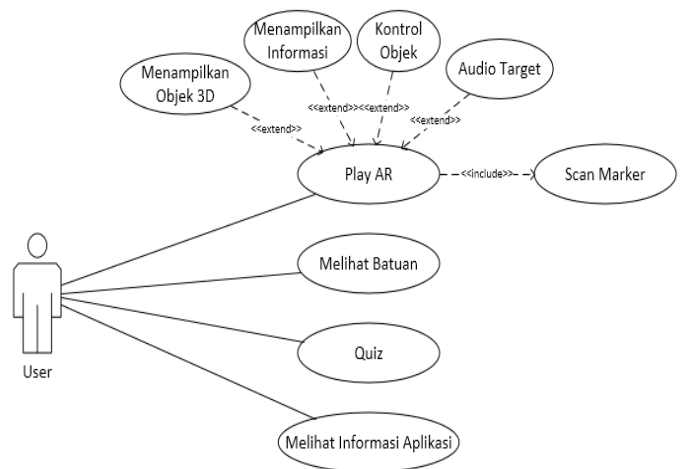 Menampilkan
Informasi
Kontrol
Objek
Menampilkan
Objek 3D
Audio Target
<<extend>>
<<extend>>
<<extend>>
<<extend>>
Play AR
<<include>>
Scan Marker
Melihat Batuan
Quiz
User
Melihat Informasi Aplikasi